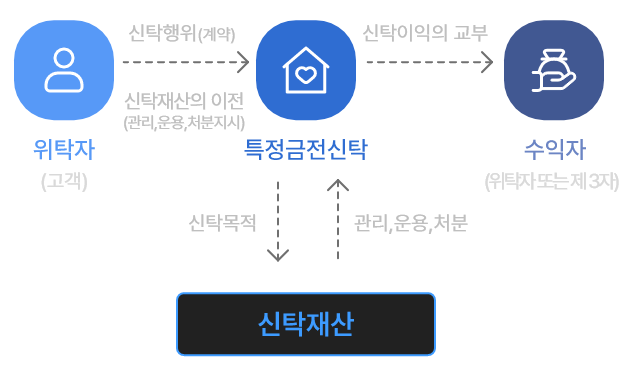 신탁행위(계약)
신탁이익의 교부
신탁재산의 이전
(관리,운용,처분지시)
위탁자
(고객)
특정금전신탁
수익자
(위탁자 또는 제 3자)
신탁목적
관리,운용,처분
신탁재산